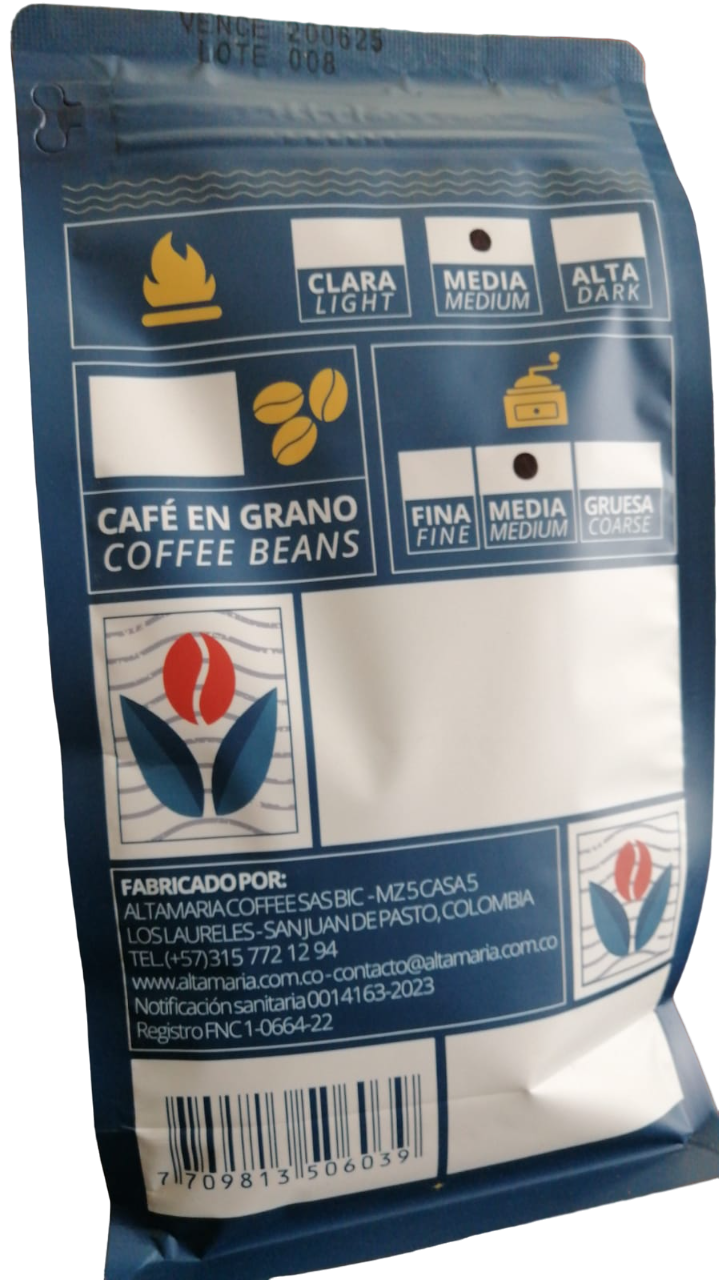 VENCE 200625
LOTE 008
CLARA
LIGHT
MEDIA
MEDIUM
ALTA
DARK
CAFÉ EN GRANO
COFFEE BEANS
FINA
FINE
MEDIA
MEDIUM
GRUESA
COARSE
FABRICADO POR:
ALTAMARIA COFFEE SAS BIC - MZ 5 CASA 5
LOS LAURELES - SAN JUAN DE PASTO, COLOMBIA
TEL.(+57)315 772 12 94
www.altamaria.com.co - contacto@altamaria.com.co
Notificación sanitaria 0014163-2023
Registro FNC 1-0664-22
7 709813 506039